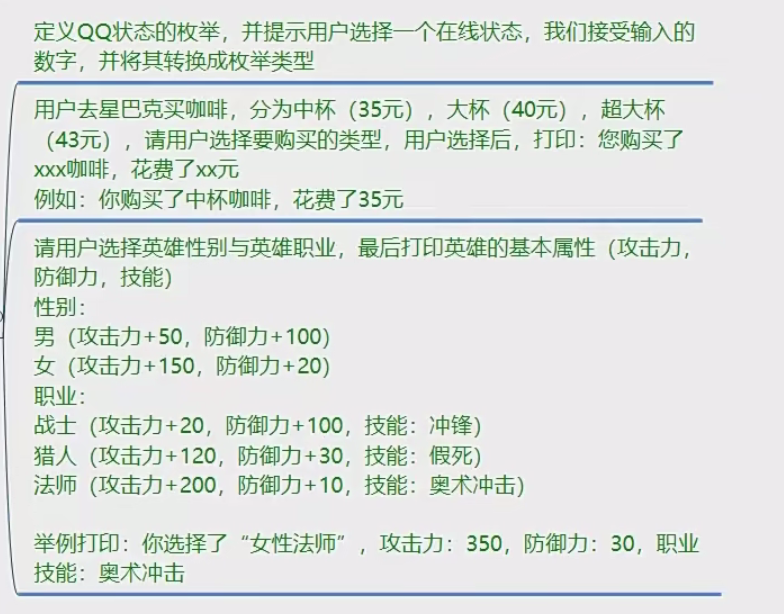 定义QQ状态的枚举，并提示用户选择一个在线状态，我们接受输入的
数字，并将其转换成枚举类型
用户去星巴克买咖啡，分为中杯（35元），大杯（40元），超大杯
（43元），请用户选择要购买的类型，用户选择后，打印：您购买了
xxx咖啡，花费了xx元
例如：你购买了中杯咖啡，花费了35元
请用户选择英雄性别与英雄职业，最后打印英雄的基本属性（攻击力，
防御力，技能）
性别：
男（攻击力+50，防御力+100）
女（攻击力+150，防御力+20）
职业：
战士（攻击力+20，防御力+100，技能：冲锋）
猎人（攻击力+120，防御力+30，技能：假死）
法师（攻击力+200，防御力+10，技能：奥术冲击）
举例打印：你选择了“女性法师”，攻击力：350，防御力：30，职业
技能：奥术冲击